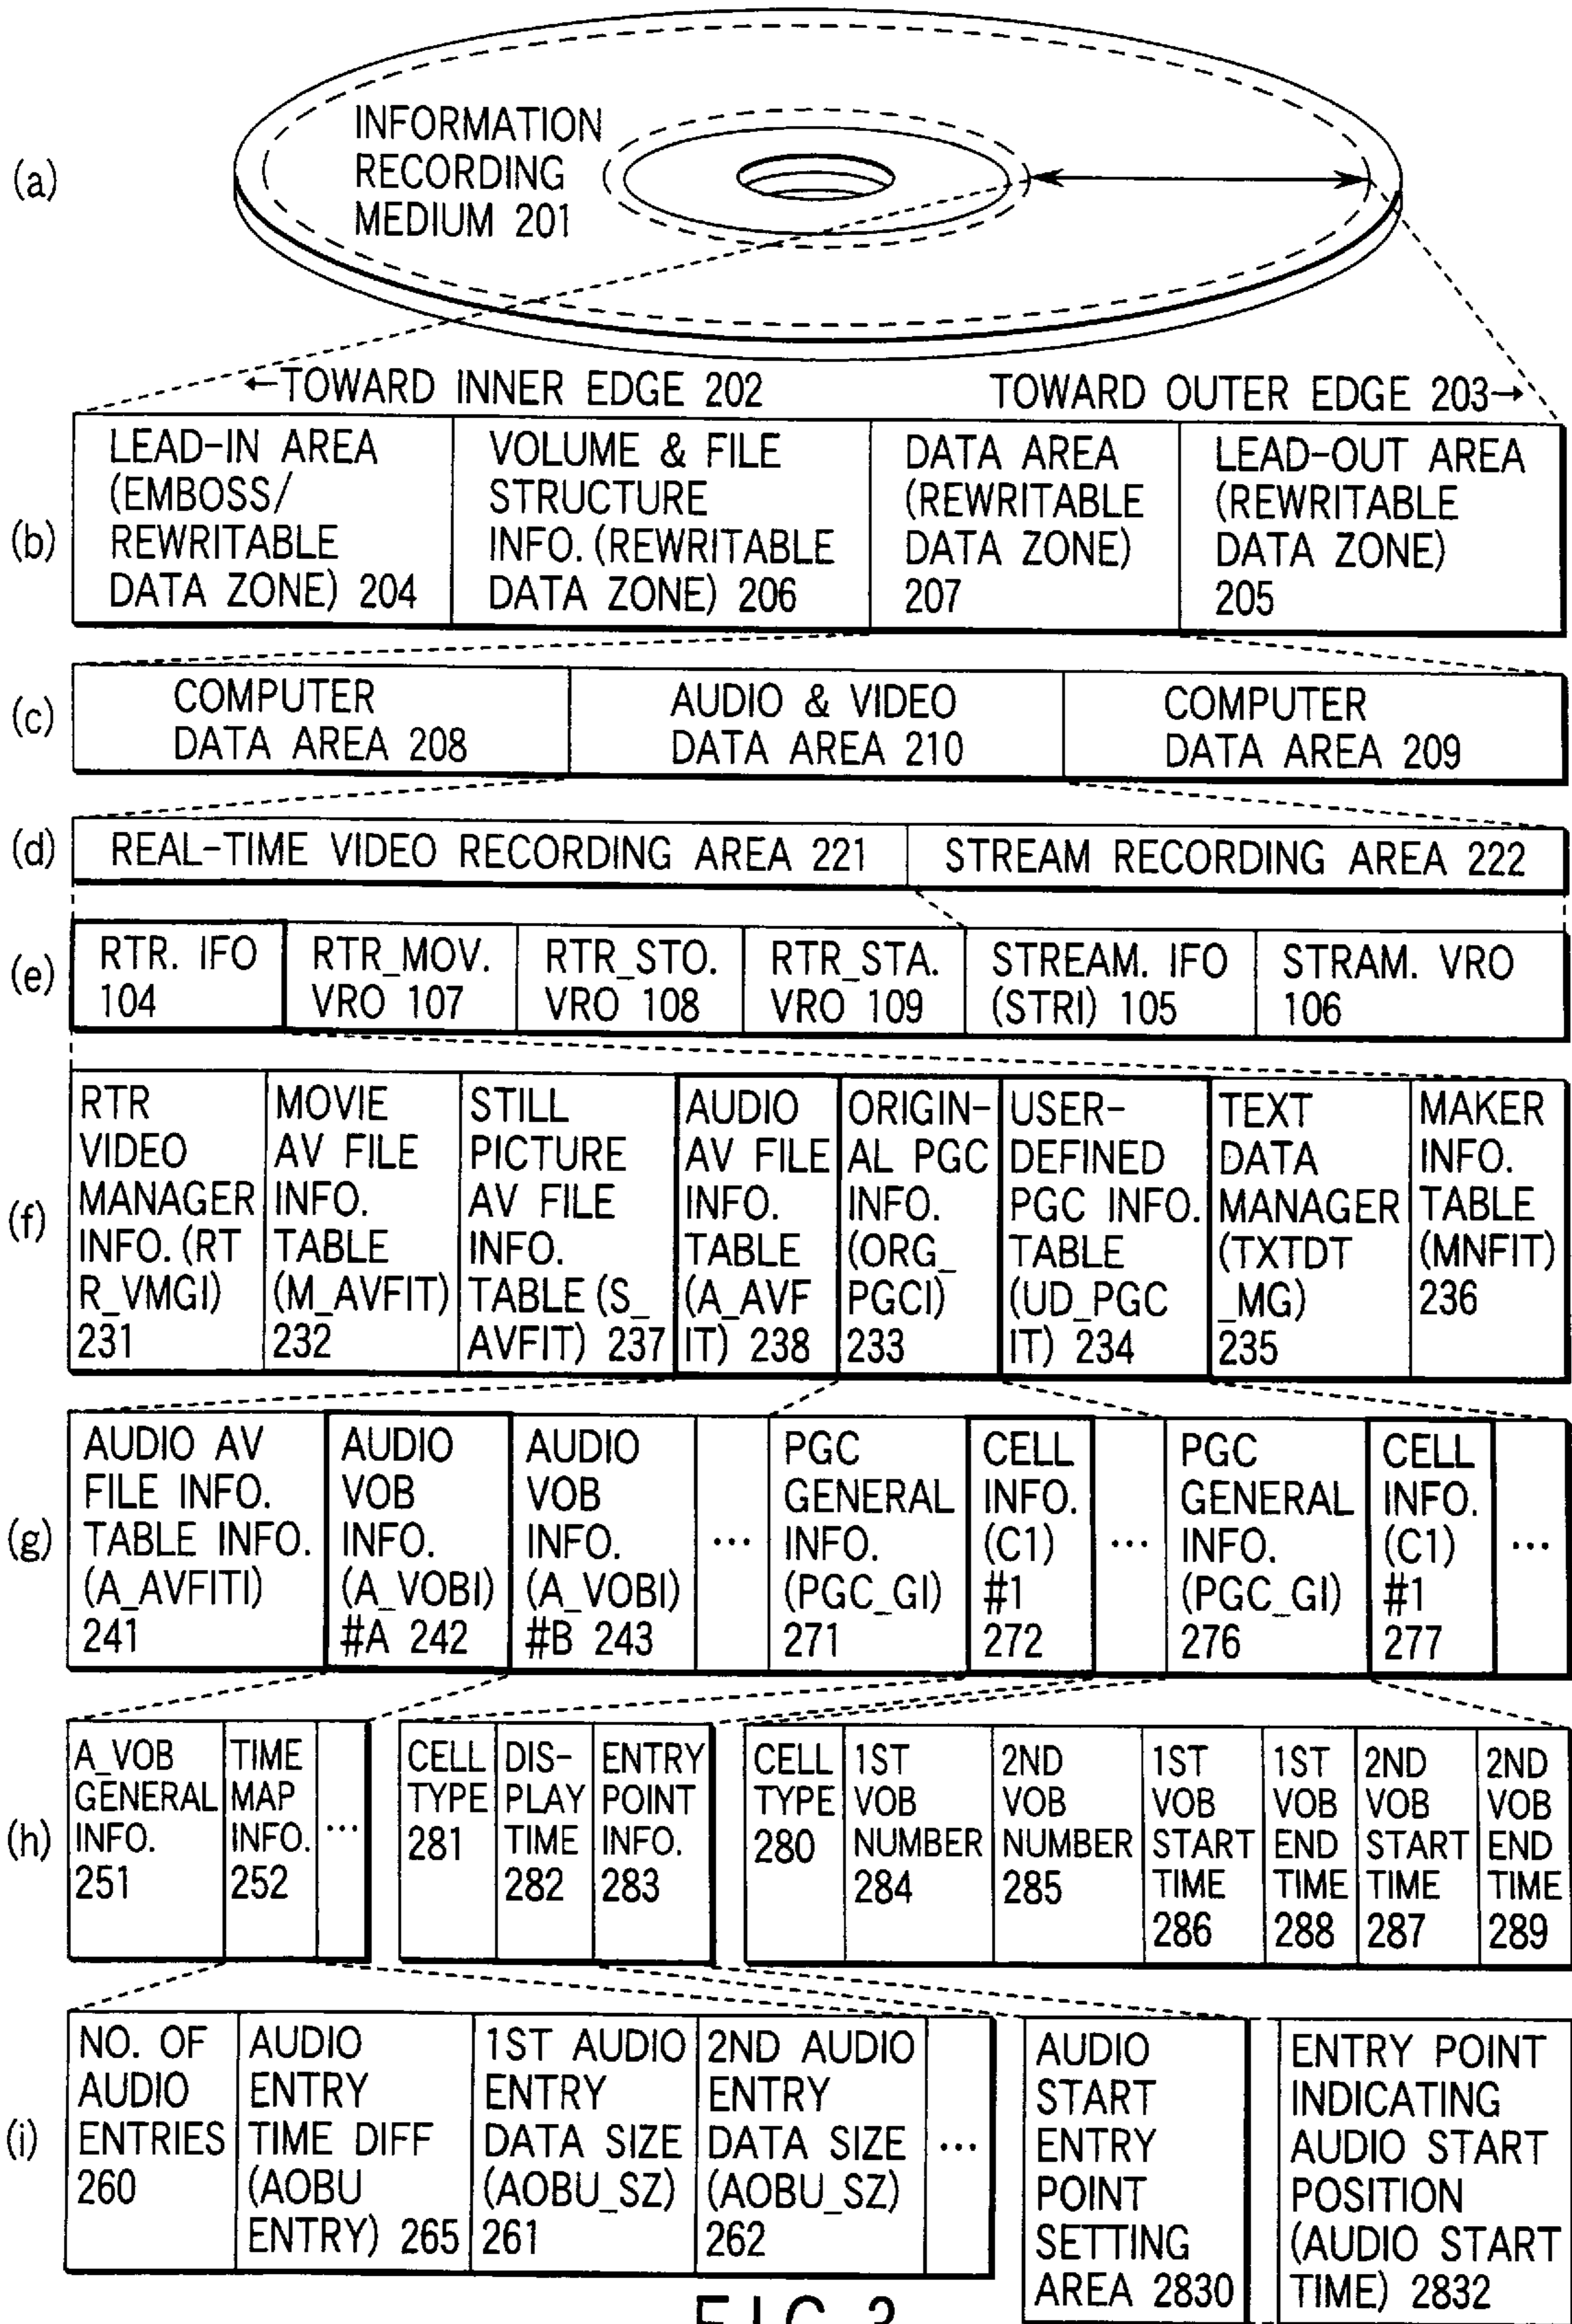 (a)
INFORMATION
RECORDING
MEDIUM 201
←TOWARD INNER EDGE 202
TOWARD OUTER EDGE 203→
(b)
LEAD-IN AREA
(EMBOSS/
REWRITABLE
DATA ZONE) 204
VOLUME & FILE
STRUCTURE
INFO. (REWRITABLE
DATA ZONE) 206
DATA AREA
(REWRITABLE
DATA ZONE)
207
LEAD-OUT AREA
(REWRITABLE
DATA ZONE)
205
(c)
COMPUTER
DATA AREA 208
AUDIO & VIDEO
DATA AREA 210
COMPUTER
DATA AREA 209
(d)
REAL-TIME VIDEO RECORDING AREA 221
STREAM RECORDING AREA 222
(e)
RTR. IFO
104
RTR_MOV.
VRO 107
RTR_STO.
VRO 108
RTR_STA.
VRO 109
STREAM. IFO
(STRI) 105
STRAM. VRO
106
(f)
RTR
VIDEO
MANAGER
INFO. (RT
R_VMGI)
231
MOVIE
AV FILE
INFO.
TABLE
(M_AVFIT)
232
STILL
PICTURE
AV FILE
INFO.
TABLE (S_
AVFIT) 237
AUDIO
AV FILE
INFO.
TABLE
(A_AVF
IT) 238
ORIGIN-
AL PGC
INFO.
(ORG_
PGCI)
233
USER-
DEFINED
PGC INFO.
TABLE
(UD_PGC
IT) 234
TEXT
DATA
MANAGER
(TXTDT
_MG)
235
MAKER
INFO.
TABLE
(MNFIT)
236
(g)
AUDIO AV
FILE INFO.
TABLE INFO.
(A_AVFITI)
241
AUDIO
VOB
INFO.
(A_VOBI)
#A 242
AUDIO
VOB
INFO.
(A_VOBI)
#B 243
...
PGC
GENERAL
INFO.
(PGC_GI)
271
CELL
INFO.
(C1)
#1
272
...
PGC
GENERAL
INFO.
(PGC_GI)
276
CELL
INFO.
(C1)
#1
277
...
(h)
A_VOB
GENERAL
INFO.
251
TIME
MAP
INFO.
252
...
CELL
TYPE
281
DIS-
PLAY
TIME
282
ENTRY
POINT
INFO.
283
CELL
TYPE
280
1ST
VOB
NUMBER
284
2ND
VOB
NUMBER
285
1ST
VOB
START
TIME
286
1ST
VOB
END
TIME
288
2ND
VOB
START
TIME
287
2ND
VOB
END
TIME
289
(i)
NO. OF
AUDIO
ENTRIES
260
AUDIO
ENTRY
TIME DIFF
(AOBU
ENTRY) 265
1ST AUDIO
ENTRY
DATA SIZE
(AOBU_SZ)
261
2ND AUDIO
ENTRY
DATA SIZE
(AOBU_SZ)
262
...
AUDIO
START
ENTRY
POINT
SETTING
AREA 2830
ENTRY POINT
INDICATING
AUDIO START
POSITION
(AUDIO START
TIME) 2832